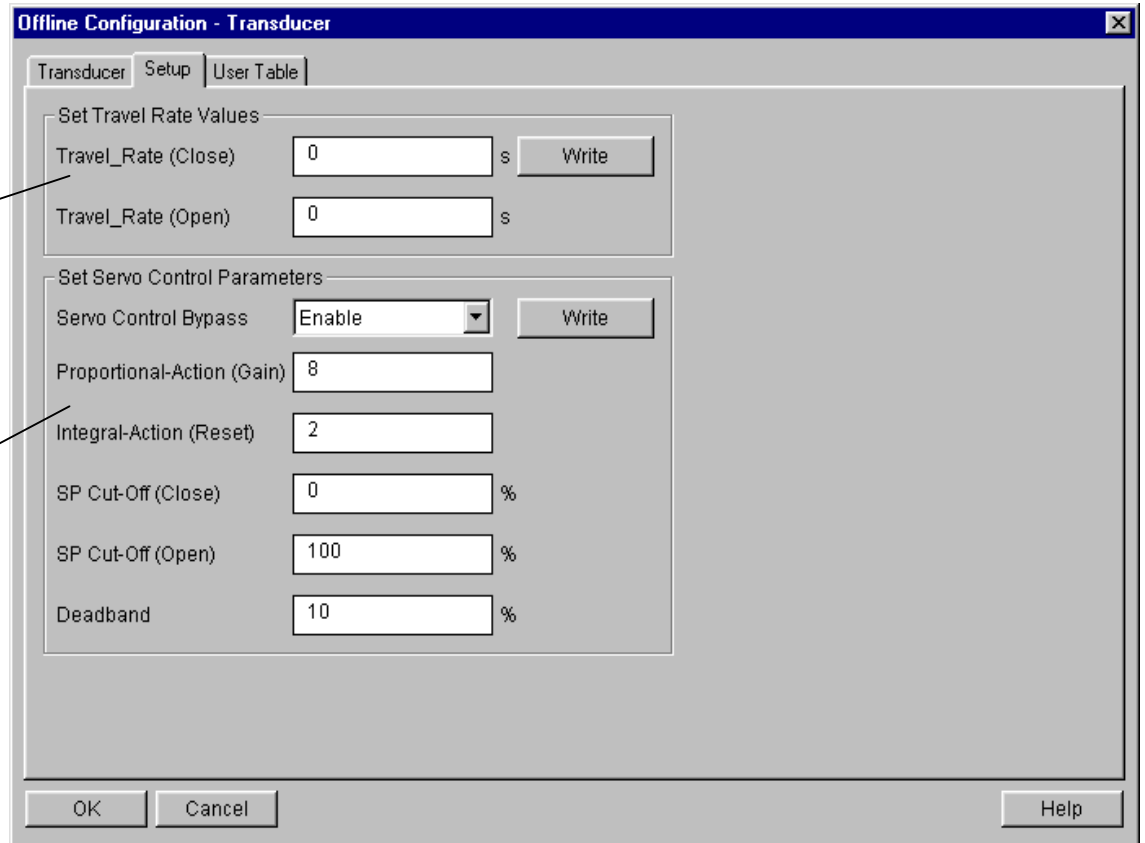 Offline Configuration - Transducer
Transducer Setup User Table
Set Travel Rate Values
Travel_Rate (Close) 0 s Write
Travel_Rate (Open) 0 s
Set Servo Control Parameters
Servo Control Bypass Enable Write
Proportional-Action (Gain) 8
Integral-Action (Reset) 2
SP Cut-Off (Close) 0 %
SP Cut-Off (Open) 100 %
Deadband 10 %
OK Cancel Help